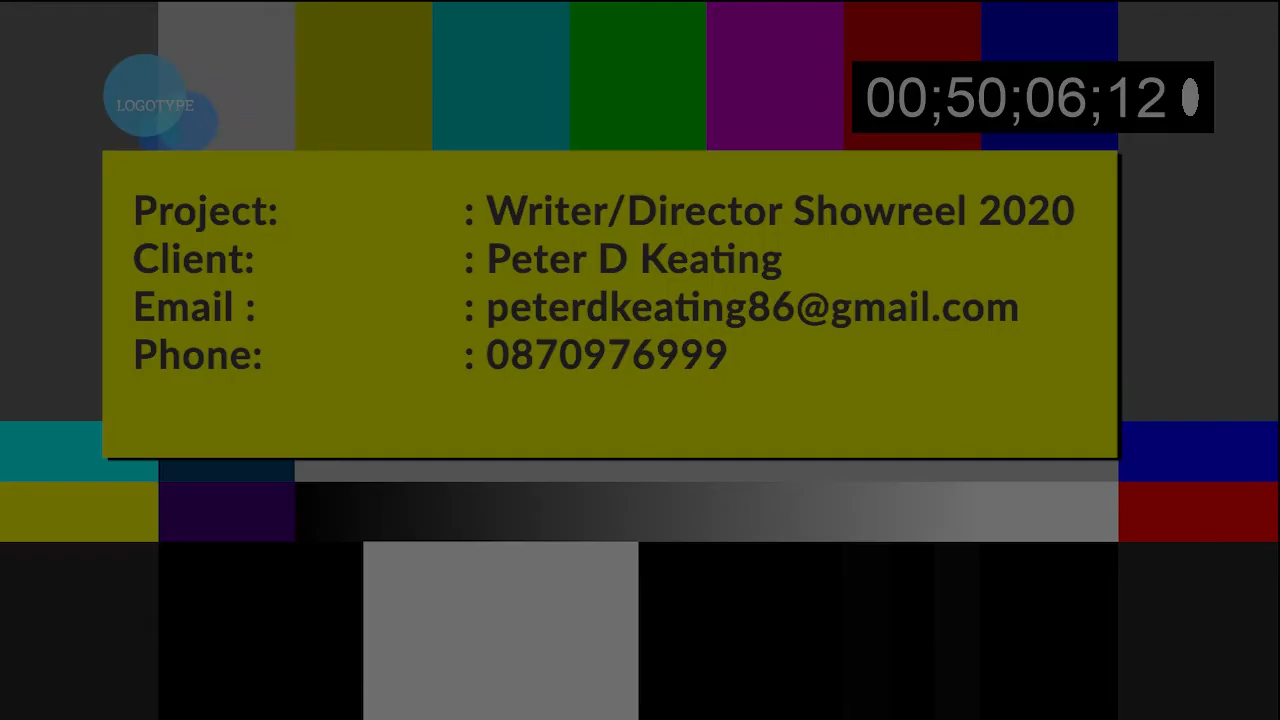 LOGOTYPE
00;50;06;12
Project: : Writer/Director Showreel 2020
Client: : Peter D Keating
Email : : peterdkeating86@gmail.com
Phone: : 0870976999